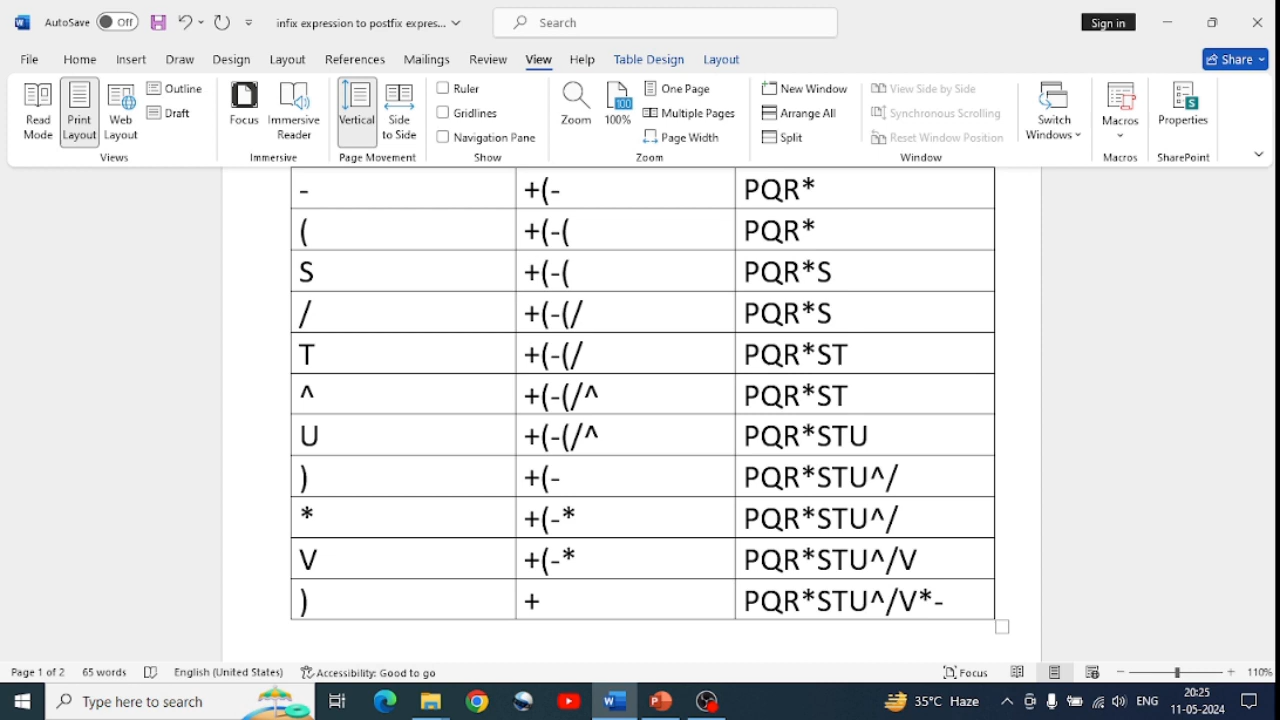 AutoSave Off infix expression to postfix expres... Search Sign in
File Home Insert Draw Design Layout References Mailings Review View Help Table Design Layout Share
Read Mode
Print Layout
Web Layout
Outline
Draft
Views
Focus
Immersive Reader
Immersive
Vertical
Side to Side
Page Movement
Ruler
Gridlines
Navigation Pane
Show
Zoom
100
100%
One Page
Multiple Pages
Page Width
Zoom
New Window
Arrange All
Split
View Side by Side
Synchronous Scrolling
Reset Window Position
Switch Windows
Window
Macros
Macros
Properties
SharePoint
- +(- PQR*
( +(-( PQR*
S +(-( PQR*S
/ +(-(/ PQR*S
T +(-(/ PQR*ST
^ +(-(/^ PQR*ST
U +(-(/^ PQR*STU
) +(- PQR*STU^/
* +(-* PQR*STU^/
V +(-* PQR*STU^/V
) + PQR*STU^/V*-
Page 1 of 2 65 words English (United States) Accessibility: Good to go Focus 110%
Type here to search 35°C Haze ENG 20:25
11-05-2024